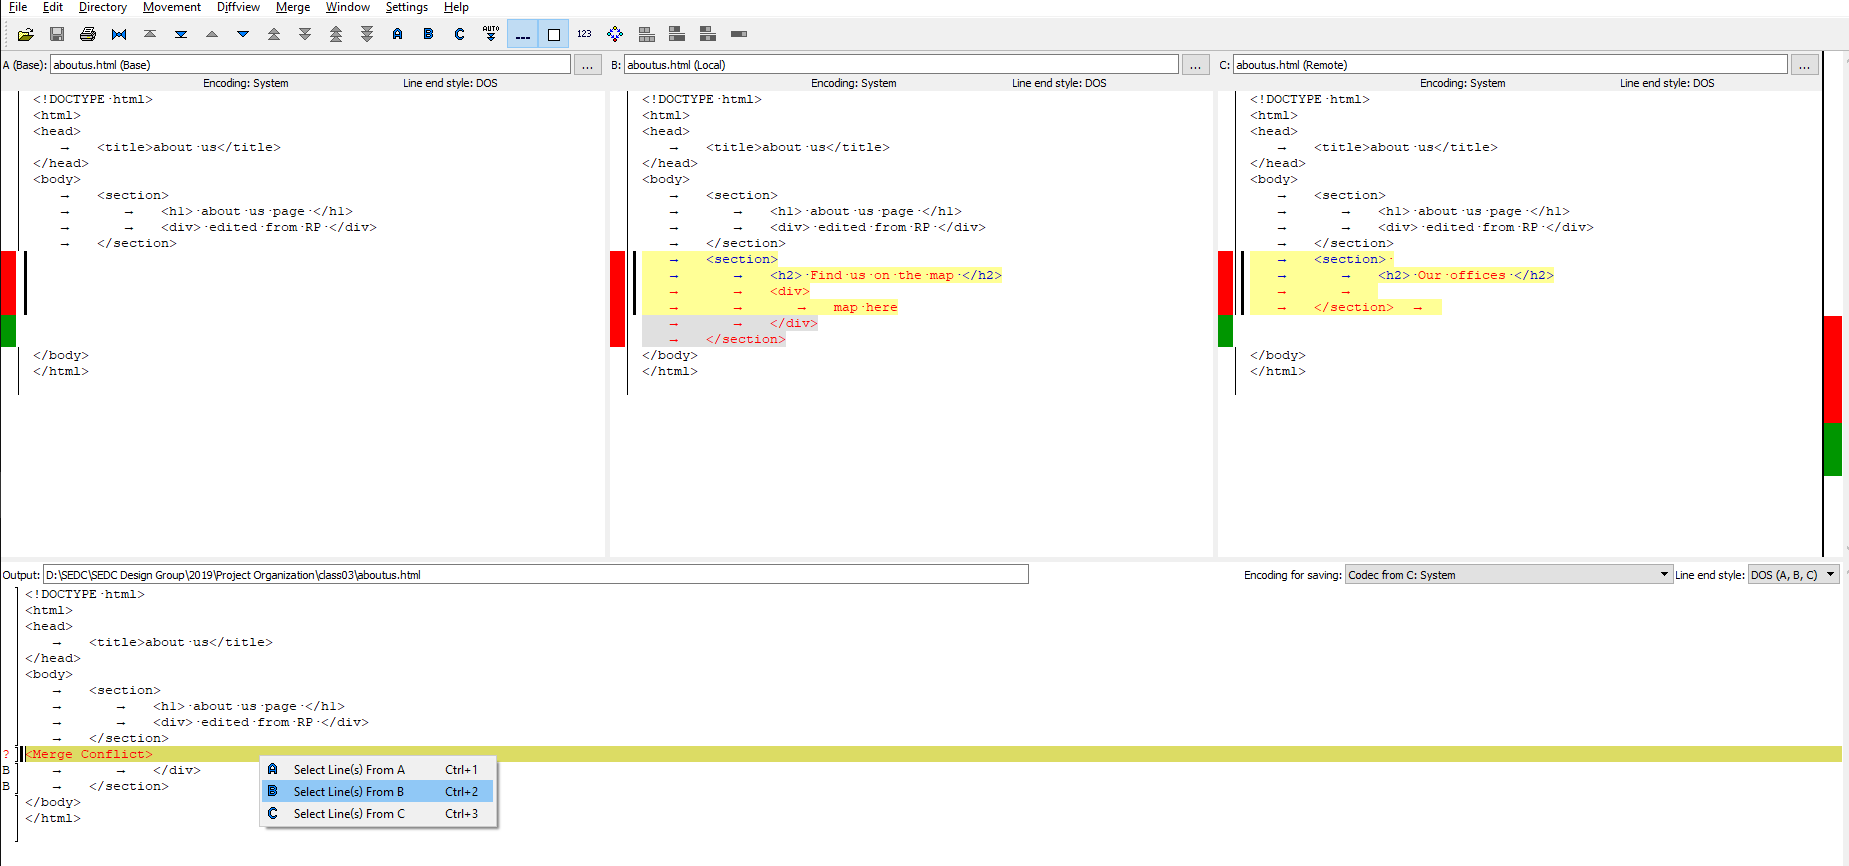 File Edit Directory Movement Diffview Merge Window Settings Help
A B C AUTO 123
A (Base): aboutus.html (Base) ...
Encoding: System Line end style: DOS
<!DOCTYPE·html>
<html>
<head>
→ <title>about·us</title>
</head>
<body>
→ <section>
→ → <h1>·about·us·page·</h1>
→ → <div>·edited·from·RP·</div>
→ </section>
</body>
</html>
B: aboutus.html (Local) ...
Encoding: System Line end style: DOS
<!DOCTYPE·html>
<html>
<head>
→ <title>about·us</title>
</head>
<body>
→ <section>
→ → <h1>·about·us·page·</h1>
→ → <div>·edited·from·RP·</div>
→ </section>
→ <section>
→ → <h2>·Find·us·on·the·map·</h2>
→ → <div>
→ → → map·here
→ → </div>
→ </section>
</body>
</html>
C: aboutus.html (Remote) ...
Encoding: System Line end style: DOS
<!DOCTYPE·html>
<html>
<head>
→ <title>about·us</title>
</head>
<body>
→ <section>
→ → <h1>·about·us·page·</h1>
→ → <div>·edited·from·RP·</div>
→ </section>
→ <section>·
→ → <h2>·Our·offices·</h2>
→ →
→ </section> →
</body>
</html>
Output: D:\SEDC\SEDC Design Group\2019\Project Organization\class03\aboutus.html Encoding for saving: Codec from C: System Line end style: DOS (A, B, C)
<!DOCTYPE·html>
<html>
<head>
→ <title>about·us</title>
</head>
<body>
→ <section>
→ → <h1>·about·us·page·</h1>
→ → <div>·edited·from·RP·</div>
→ </section>
? <Merge Conflict>
B → → </div>
B → </section>
</body>
</html>
A Select Line(s) From A Ctrl+1
B Select Line(s) From B Ctrl+2
C Select Line(s) From C Ctrl+3